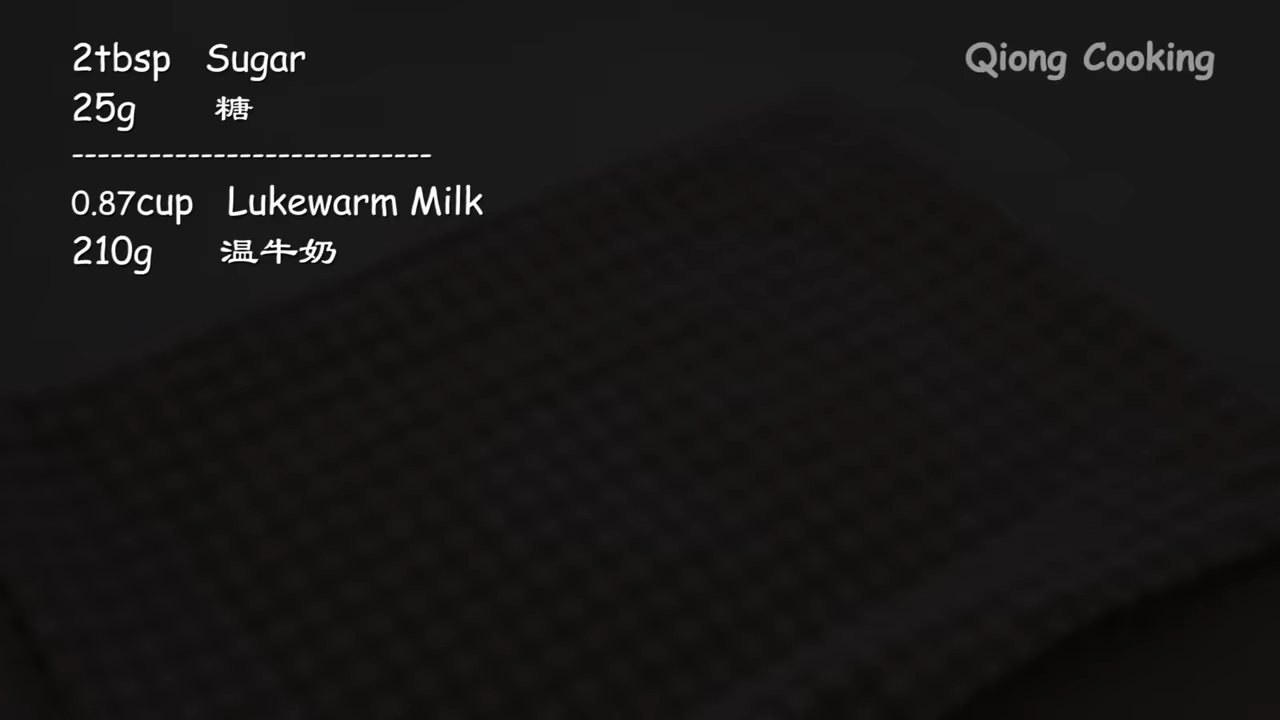 2tbsp Sugar
25g 糖
----------------------------
0.87cup Lukewarm Milk
210g 温牛奶
Qiong Cooking